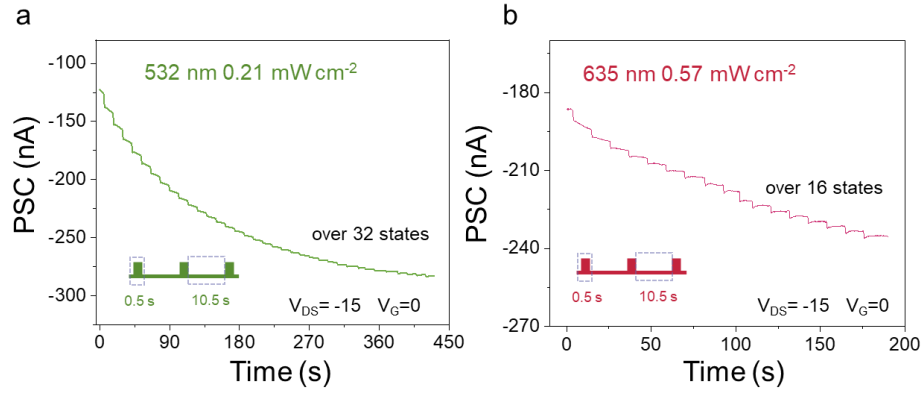 a
532 nm 0.21 mW cm-2
PSC (nA)
-100
-150
-200
-250
-300
over 32 states
0.5 s
10.5 s
VDS= -15 VG=0
0 90 180 270 360 450
Time (s)
b
635 nm 0.57 mW cm-2
PSC (nA)
-180
-210
-240
-270
over 16 states
0.5 s
10.5 s
VDS= -15 VG=0
0 50 100 150 200
Time (s)